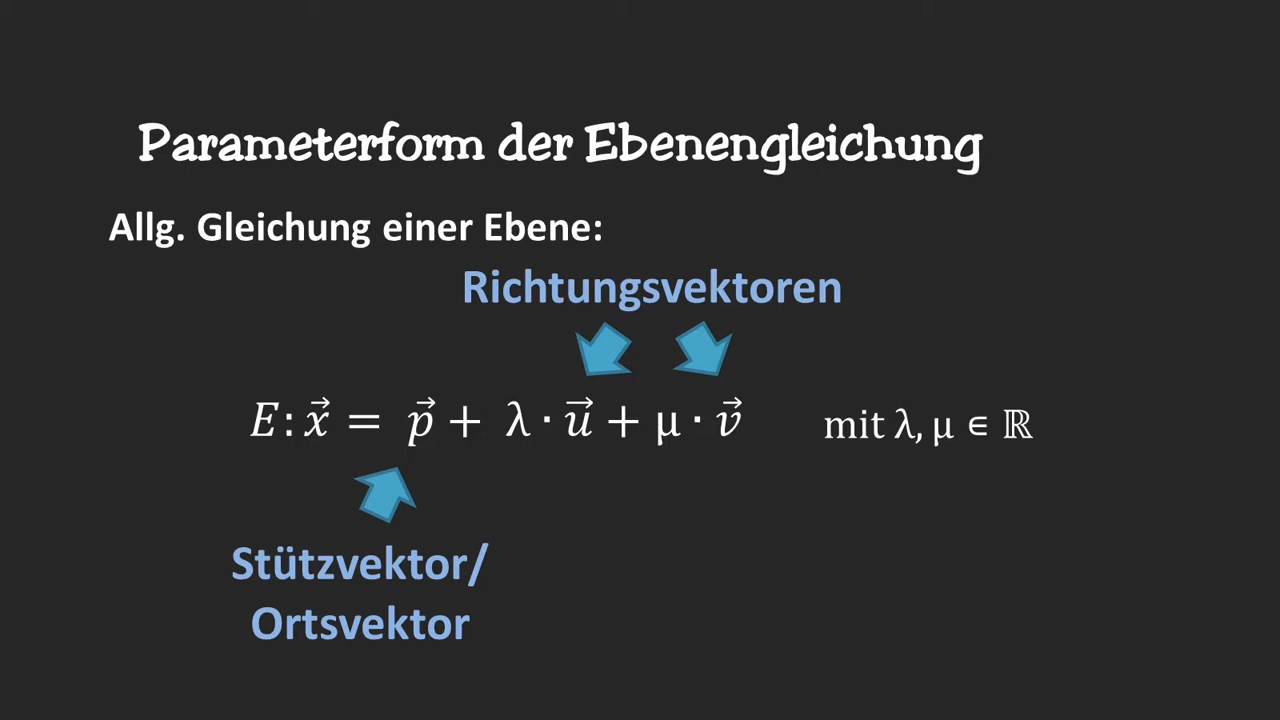 Parameterform der Ebenengleichung
Allg. Gleichung einer Ebene:
Richtungsvektoren
E: x⃗ = p⃗ + λ · u⃗ + μ · v⃗ mit λ, μ ∈ ℝ
Stützvektor/
Ortsvektor